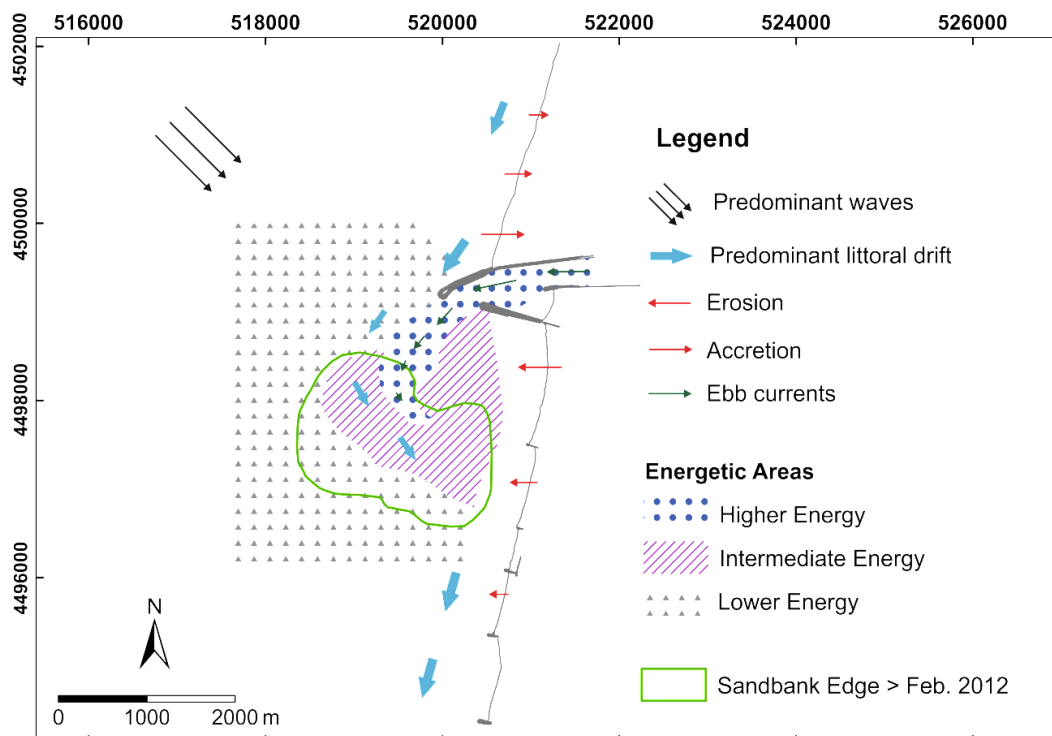 516000 518000 520000 522000 524000 526000
4502000
4500000
4498000
4496000
Legend
Predominant waves
Predominant littoral drift
Erosion
Accretion
Ebb currents
Energetic Areas
Higher Energy
Intermediate Energy
Lower Energy
Sandbank Edge > Feb. 2012
N
0 1000 2000 m